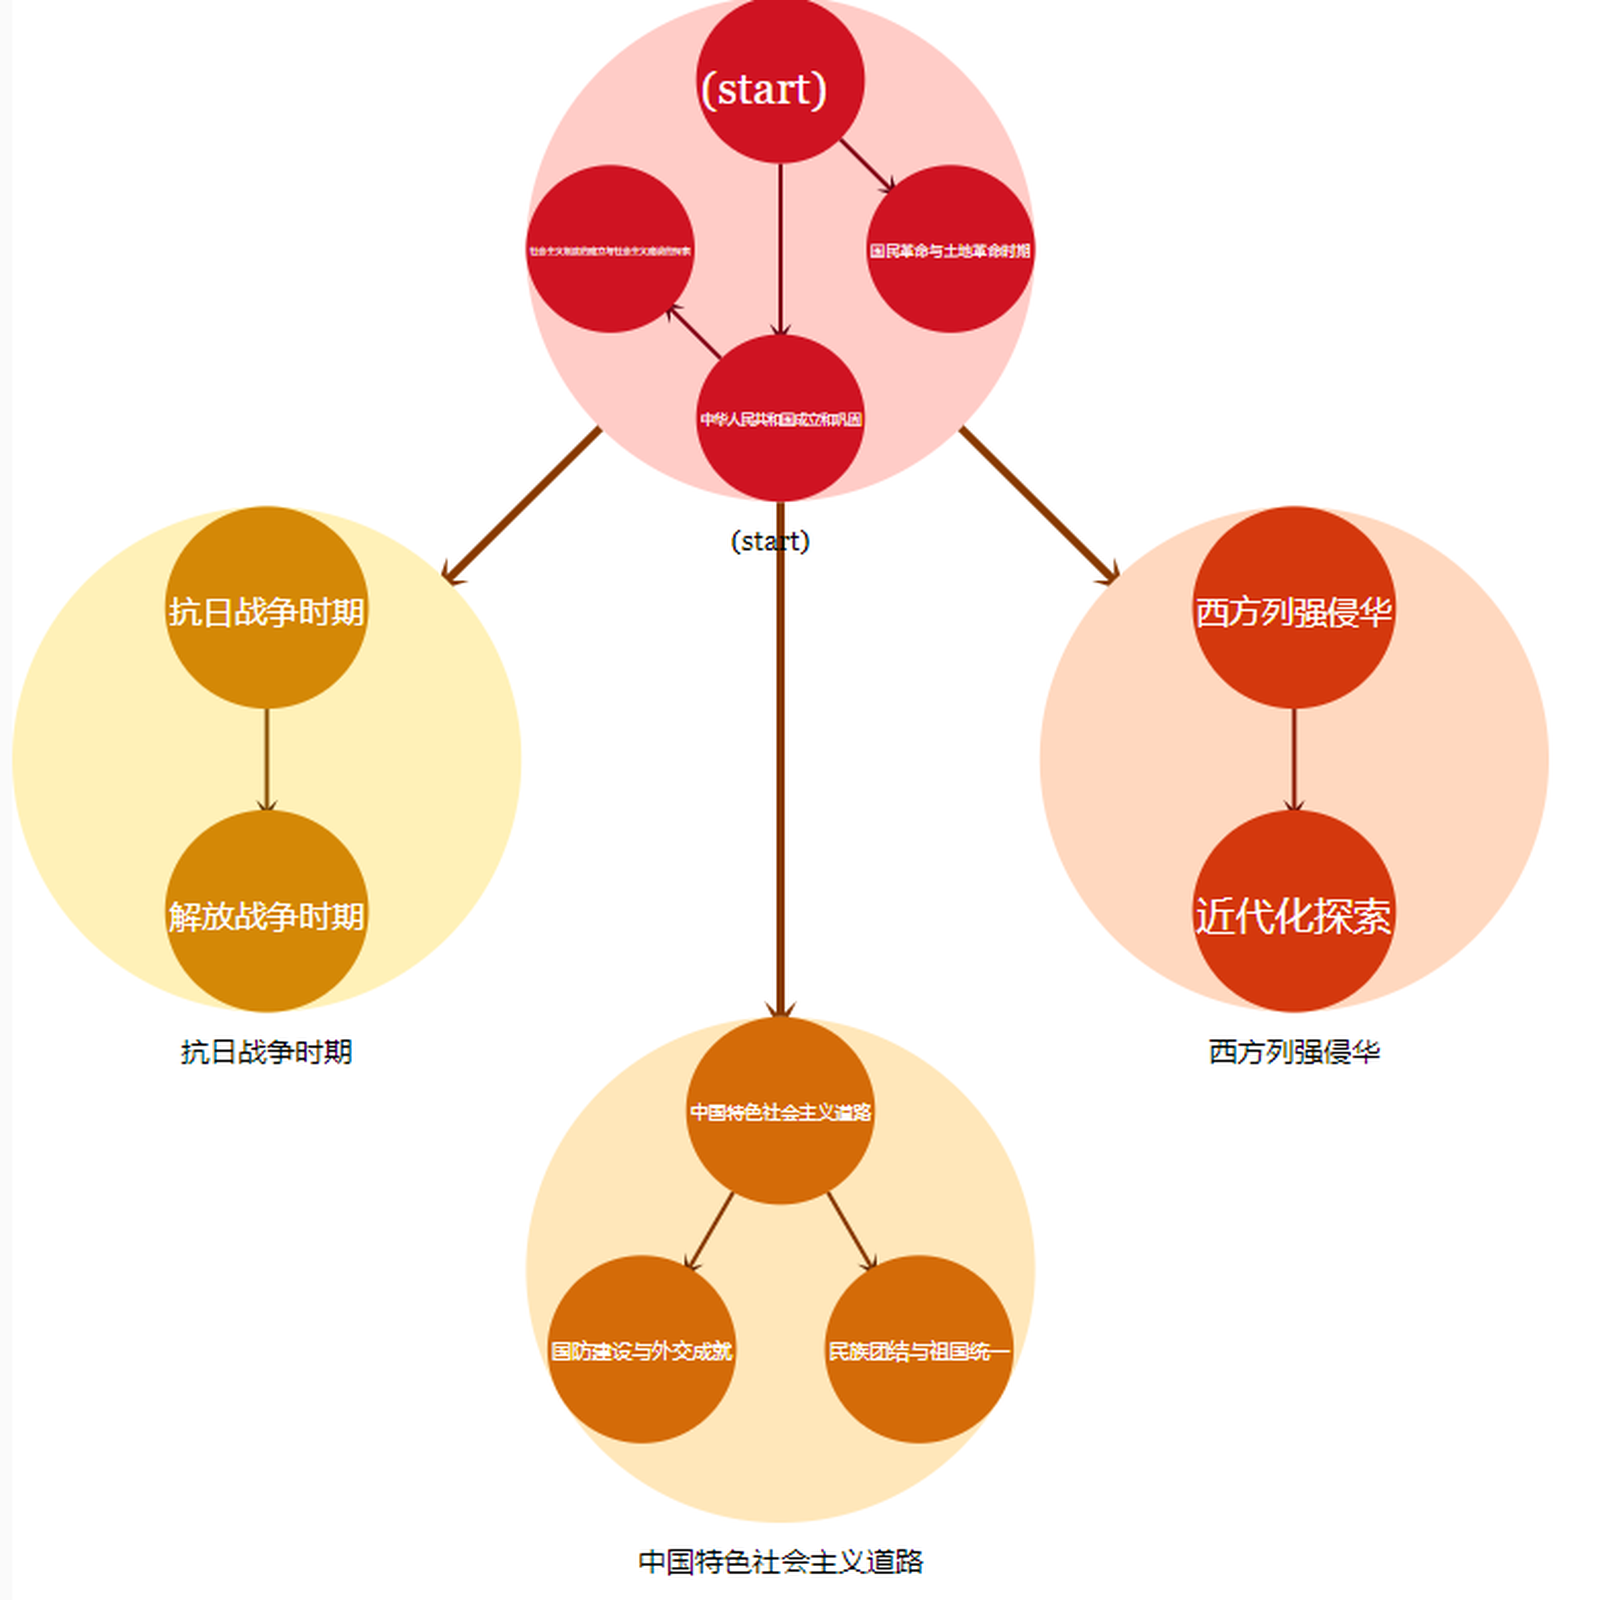 (start)
社会主义制度的建立与社会主义建设的探索
国民革命与土地革命时期
中华人民共和国成立和巩固
(start)
抗日战争时期
西方列强侵华
解放战争时期
近代化探索
抗日战争时期
西方列强侵华
中国特色社会主义道路
国防建设与外交成就
民族团结与祖国统一
中国特色社会主义道路